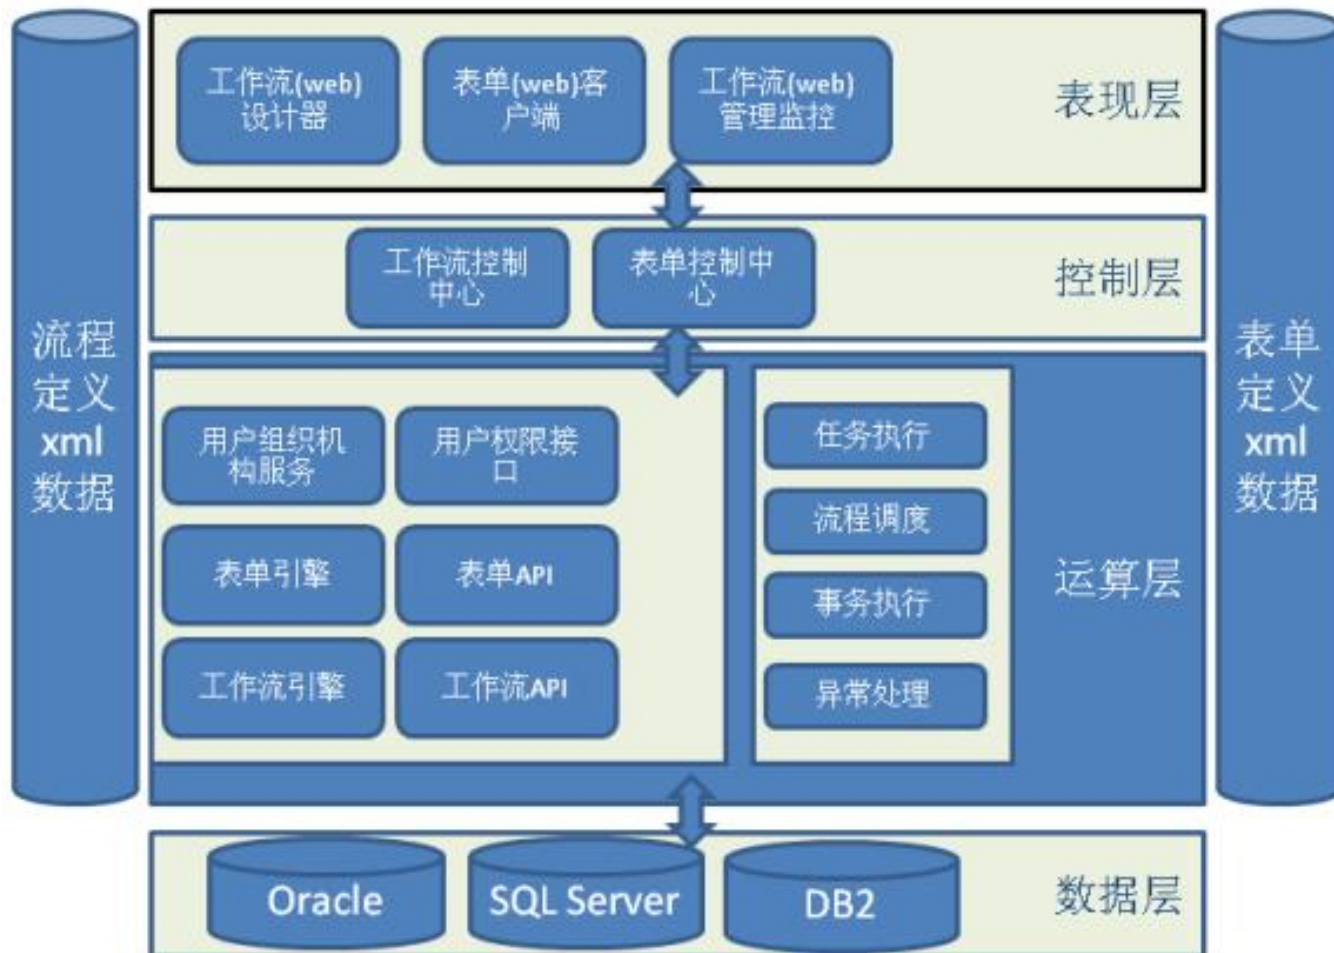 流程
定义
xml
数据
工作流(web)
设计器
表单(web)客
户端
工作流(web)
管理监控
表现层
工作流控制
中心
表单控制中
心
控制层
用户组织机
构服务
用户权限接
口
表单引擎
表单API
工作流引擎
工作流API
任务执行
流程调度
事务执行
异常处理
运算层
Oracle
SQL Server
DB2
数据层
表单
定义
xml
数据